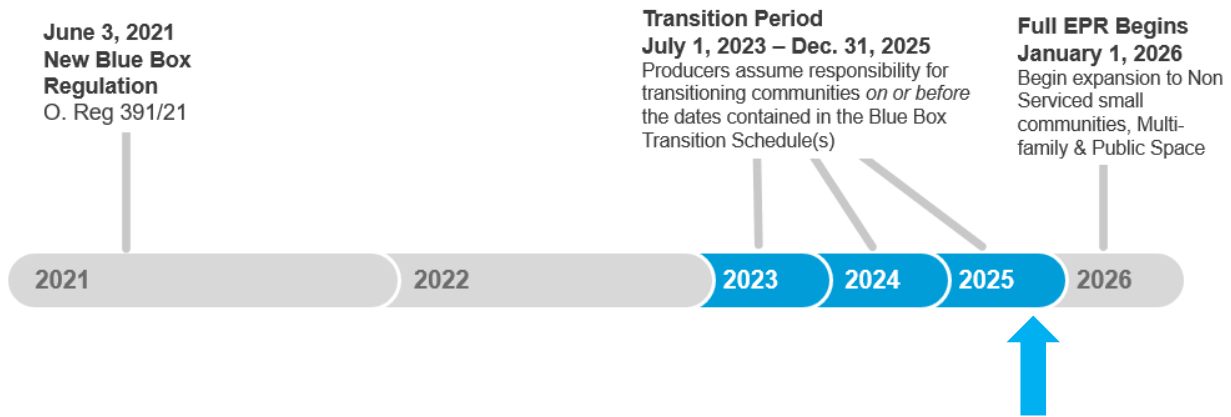 June 3, 2021
New Blue Box
Regulation
O. Reg 391/21
Transition Period
July 1, 2023 – Dec. 31, 2025
Producers assume responsibility for
transitioning communities on or before
the dates contained in the Blue Box
Transition Schedule(s)
Full EPR Begins
January 1, 2026
Begin expansion to Non
Serviced small
communities, Multi-
family & Public Space
2021
2022
2023
2024
2025
2026